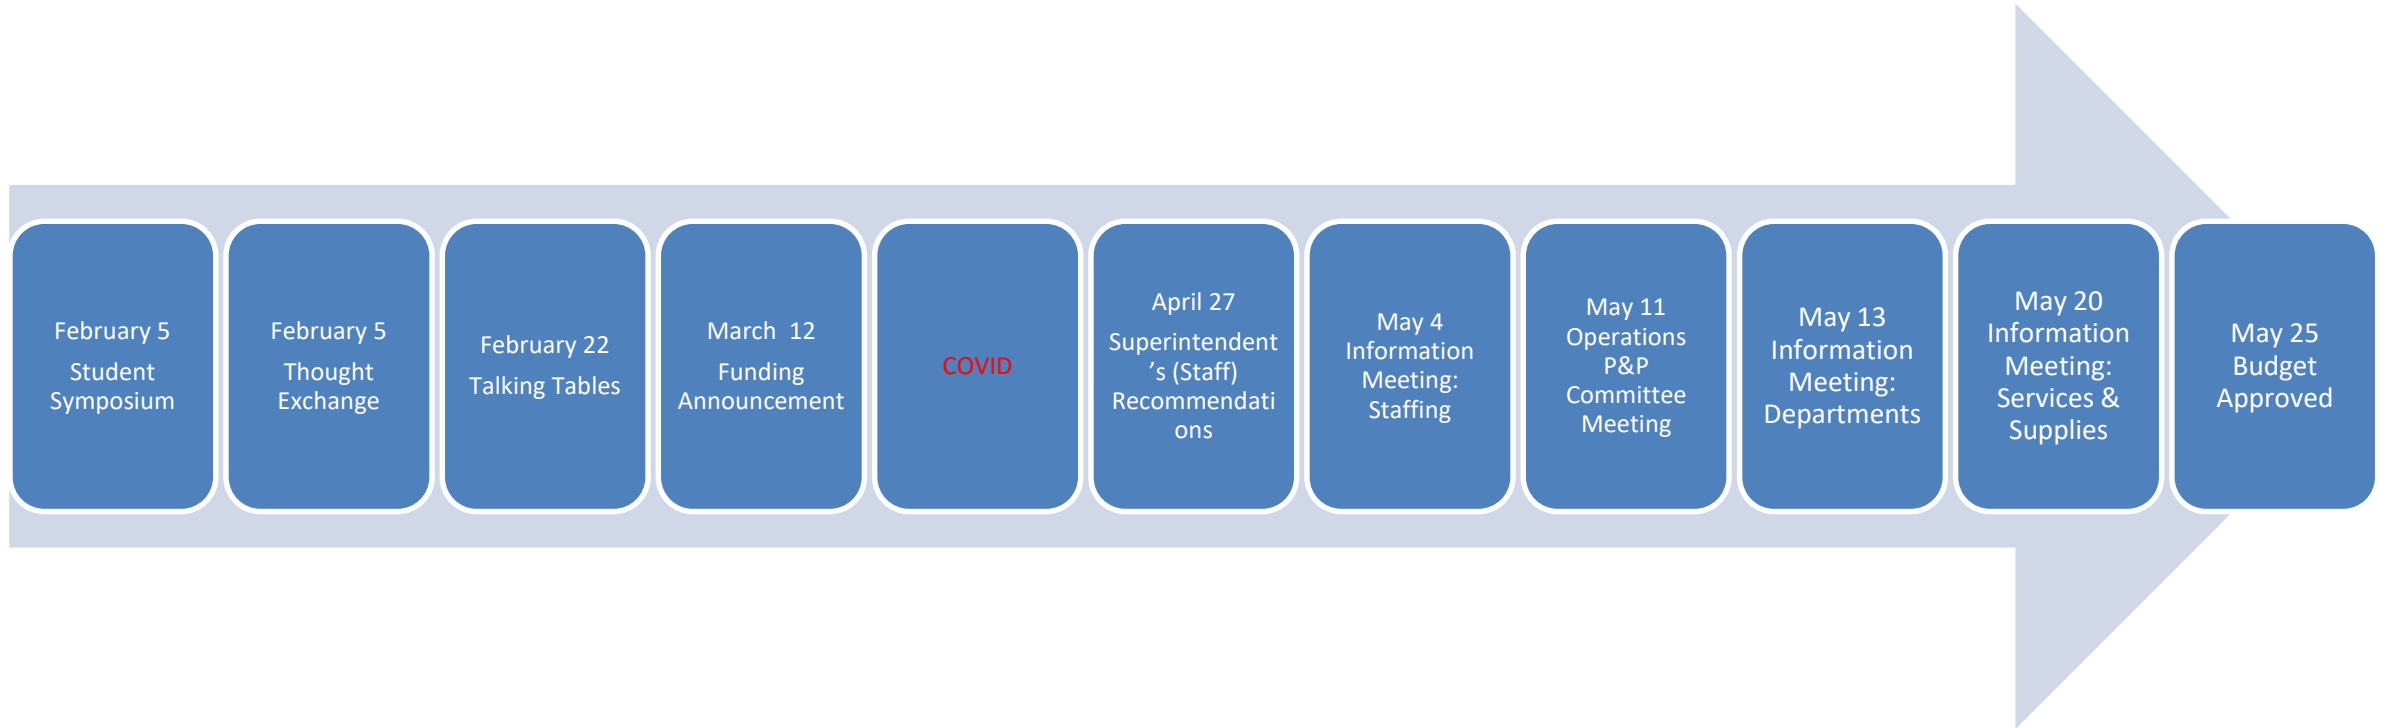 February 5
Student
Symposium
February 5
Thought
Exchange
February 22
Talking Tables
March  12
Funding
Announcement
COVID
April 27
Superintendent
’s (Staff)
Recommendati
ons
May 4
Information
Meeting:
Staffing
May 11
Operations
P&P
Committee
Meeting
May 13
Information
Meeting:
Departments
May 20
Information
Meeting:
Services &
Supplies
May 25
Budget
Approved